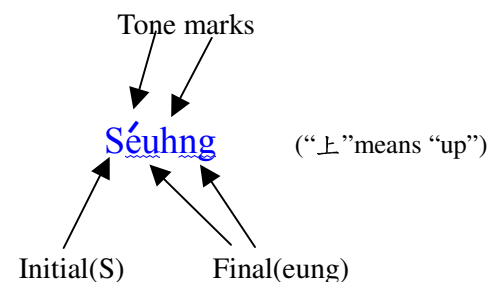 Tone marks
Séuhng (“上”means “up”)
Initial(S) Final(eung)